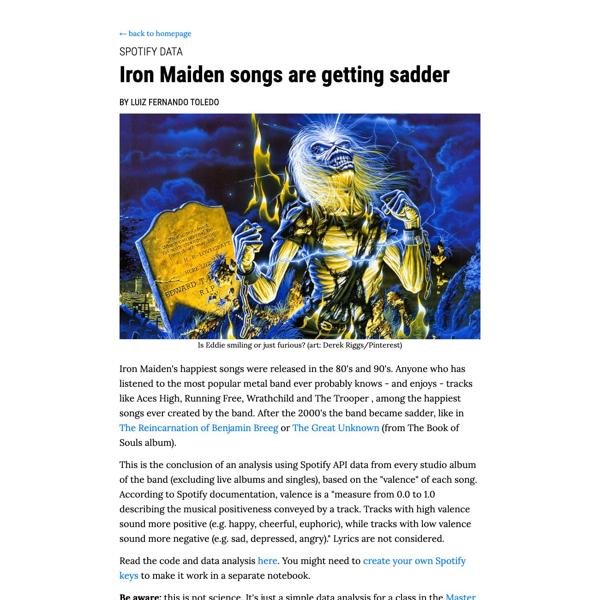 ← back to homepage
SPOTIFY DATA
Iron Maiden songs are getting sadder
BY LUIZ FERNANDO TOLEDO
H. P. LOVECRAFT
HERE LIES
EDWARD T.
R.I.P.
Is Eddie smiling or just furious? (art: Derek Riggs/Pinterest)
Iron Maiden's happiest songs were released in the 80's and 90's. Anyone who has
listened to the most popular metal band ever probably knows - and enjoys - tracks
like Aces High, Running Free, Wrathchild and The Trooper , among the happiest
songs ever created by the band. After the 2000's the band became sadder, like in
The Reincarnation of Benjamin Breeg or The Great Unknown (from The Book of
Souls album).
This is the conclusion of an analysis using Spotify API data from every studio album
of the band (excluding live albums and singles), based on the "valence" of each song.
According to Spotify documentation, valence is a "measure from 0.0 to 1.0
describing the musical positiveness conveyed by a track. Tracks with high valence
sound more positive (e.g. happy, cheerful, euphoric), while tracks with low valence
sound more negative (e.g. sad, depressed, angry)." Lyrics are not considered.
Read the code and data analysis here. You might need to create your own Spotify
keys to make it work in a separate notebook.
Be aware: this is not science. It's just a simple data analysis for a class in the Master